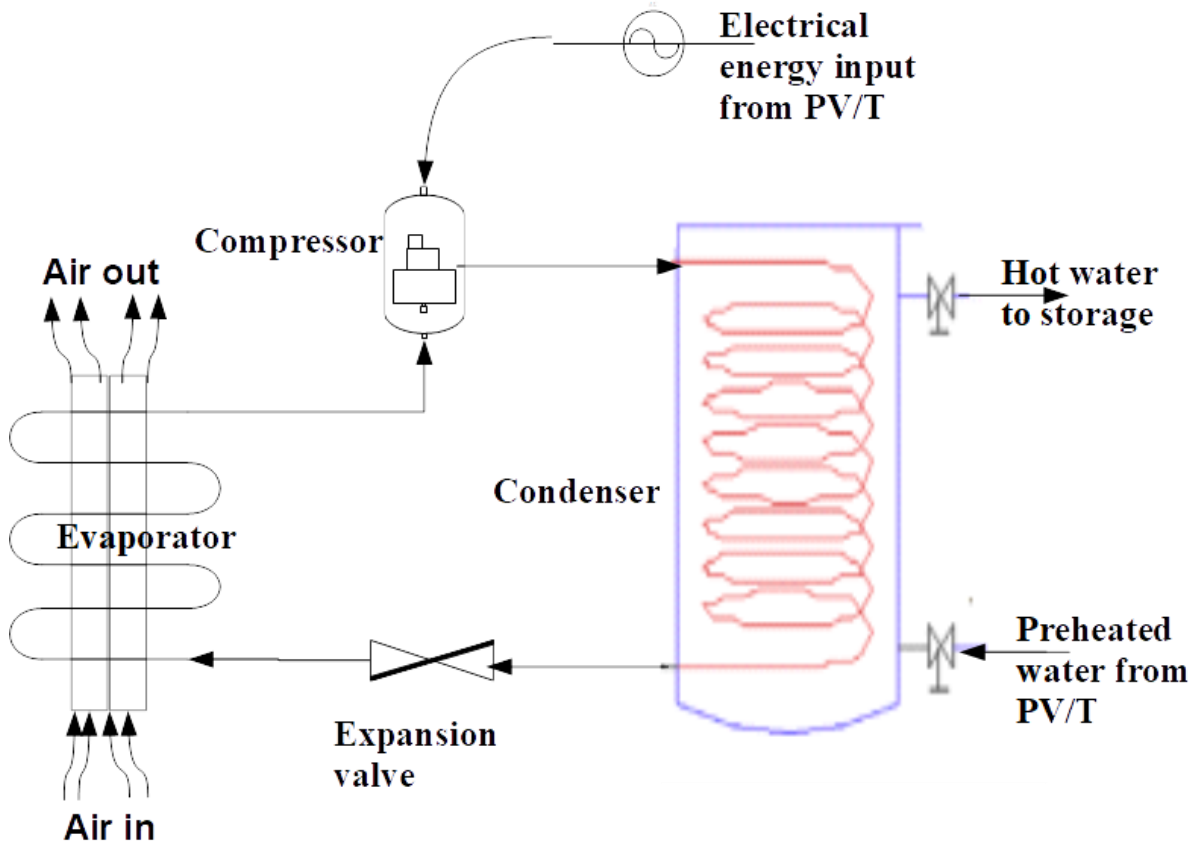 Electrical
energy input
from PV/T
Compressor
Air out
Hot water
to storage
Condenser
Evaporator
Preheated
water from
PV/T
Expansion
valve
Air in